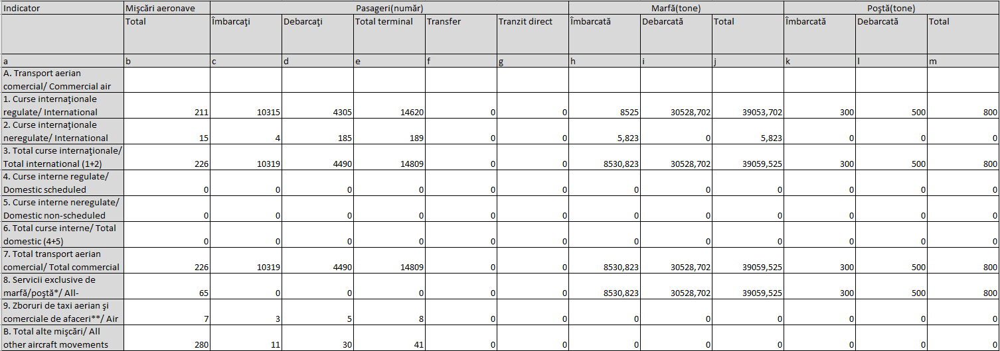 Indicator Mişcări aeronave Pasageri(număr) Marfă(tone) Poştă(tone)
Total Îmbarcaţi Debarcaţi Total terminal Transfer Tranzit direct Îmbarcată Debarcată Total Îmbarcată Debarcată Total
a b c d e f g h i j k l m
A. Transport aerian
comercial/ Commercial air
1. Curse internaţionale
regulate/ International 211 10315 4305 14620 0 0 8525 30528,702 39053,702 300 500 800
2. Curse internaţionale
neregulate/ International 15 4 185 189 0 0 5,823 0 5,823 0 0 0
3. Total curse internaţionale/
Total international (1+2) 226 10319 4490 14809 0 0 8530,823 30528,702 39059,525 300 500 800
4. Curse interne regulate/
Domestic scheduled 0 0 0 0 0 0 0 0 0 0 0 0
5. Curse interne neregulate/
Domestic non-scheduled 0 0 0 0 0 0 0 0 0 0 0 0
6. Total curse interne/ Total
domestic (4+5) 0 0 0 0 0 0 0 0 0 0 0 0
7. Total transport aerian
comercial/ Total commercial 226 10319 4490 14809 0 0 8530,823 30528,702 39059,525 300 500 800
8. Servicii exclusive de
marfă/poştă*/ All- 65 0 0 0 0 0 8530,823 30528,702 39059,525 300 500 800
9. Zboruri de taxi aerian şi
comerciale de afaceri**/ Air 7 3 5 8 0 0 0 0 0 0 0 0
B. Total alte mişcări/ All
other aircraft movements 280 11 30 41 0 0 0 0 0 0 0 0